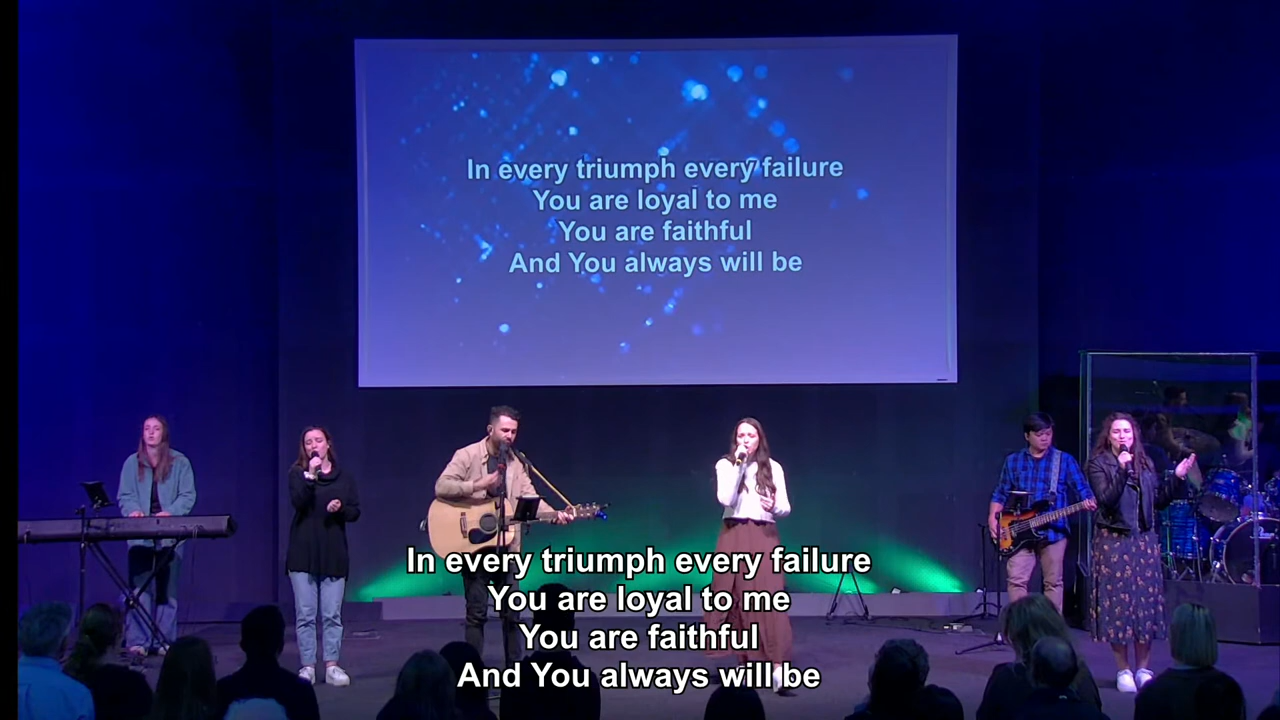 In every triumph every failure
You are loyal to me
You are faithful
And You always will be
In every triumph every failure
You are loyal to me
You are faithful
And You always will be